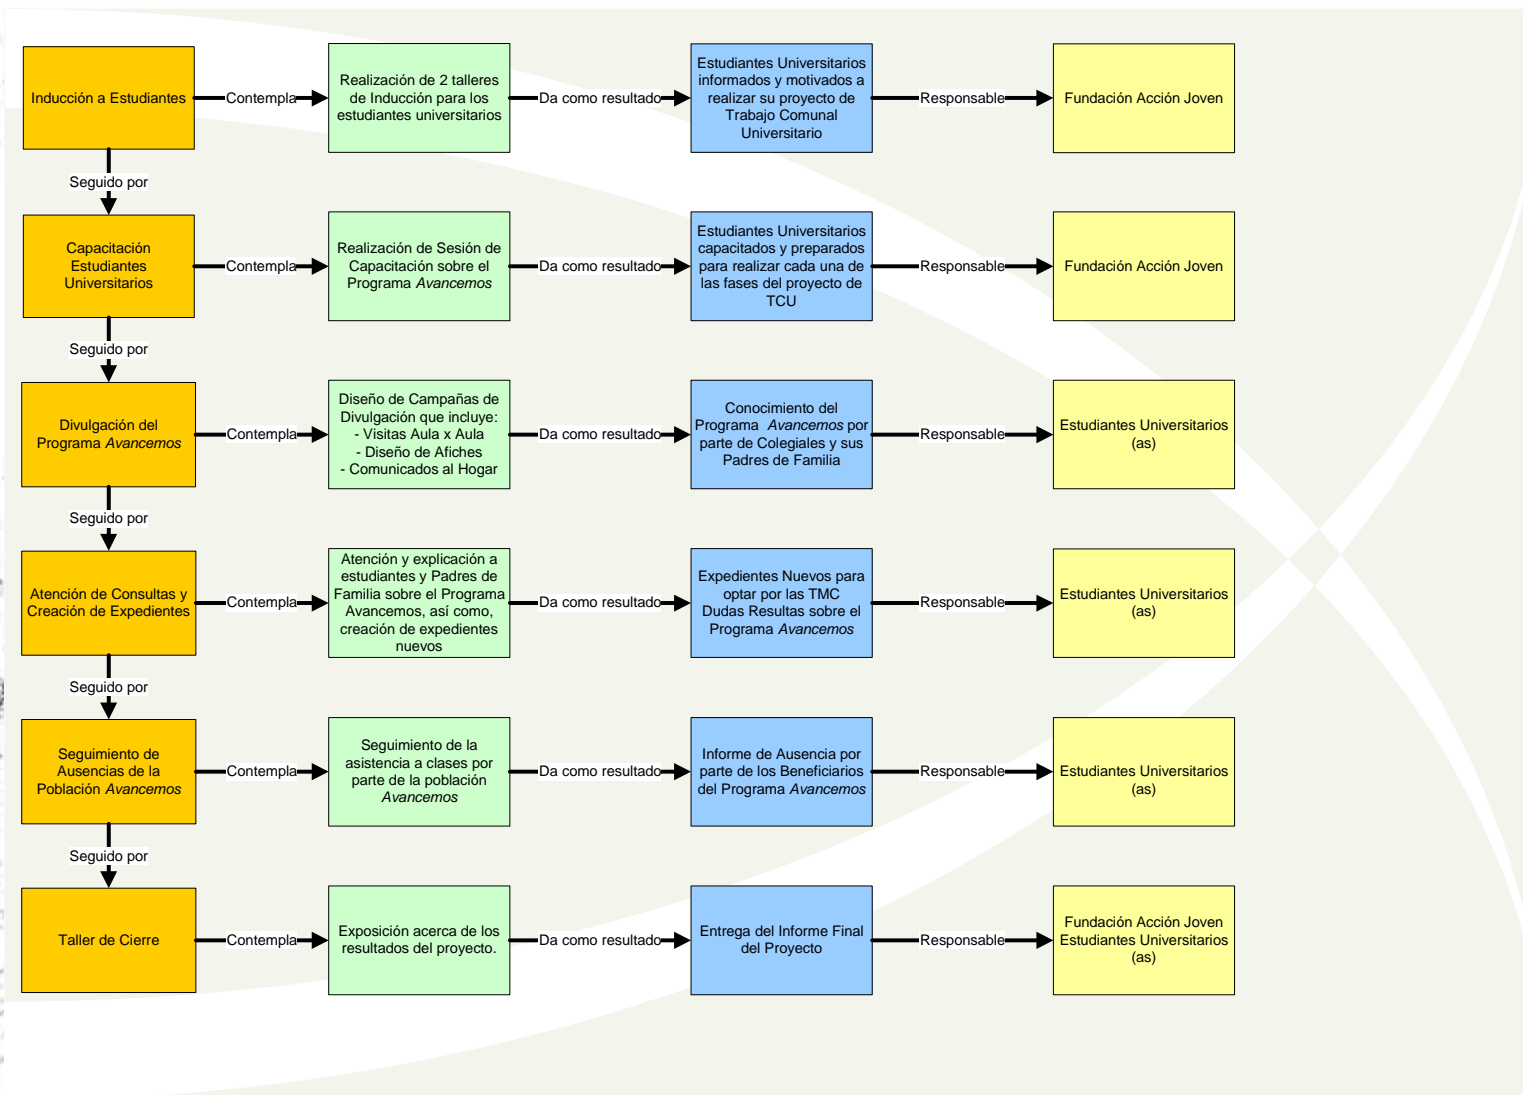 Inducción a Estudiantes
Contempla
Realización de 2 talleres
de Inducción para los
estudiantes universitarios
Da como resultado
Estudiantes Universitarios
informados y motivados a
realizar su proyecto de
Trabajo Comunal
Universitario
Responsable
Fundación Acción Joven
Seguido por
Capacitación
Estudiantes
Universitarios
Contempla
Realización de Sesión de
Capacitación sobre el
Programa Avancemos
Da como resultado
Estudiantes Universitarios
capacitados y preparados
para realizar cada una de
las fases del proyecto de
TCU
Responsable
Fundación Acción Joven
Seguido por
Divulgación del
Programa Avancemos
Contempla
Diseño de Campañas de
Divulgación que incluye:
- Visitas Aula x Aula
- Diseño de Afiches
- Comunicados al Hogar
Da como resultado
Conocimiento del
Programa Avancemos por
parte de Colegiales y sus
Padres de Familia
Responsable
Estudiantes Universitarios
(as)
Seguido por
Atención de Consultas y
Creación de Expedientes
Contempla
Atención y explicación a
estudiantes y Padres de
Familia sobre el Programa
Avancemos, así como,
creación de expedientes
nuevos
Da como resultado
Expedientes Nuevos para
optar por las TMC
Dudas Resultas sobre el
Programa Avancemos
Responsable
Estudiantes Universitarios
(as)
Seguido por
Seguimiento de
Ausencias de la
Población Avancemos
Contempla
Seguimiento de la
asistencia a clases por
parte de la población
Avancemos
Da como resultado
Informe de Ausencia por
parte de los Beneficiarios
del Programa Avancemos
Responsable
Estudiantes Universitarios
(as)
Seguido por
Taller de Cierre
Contempla
Exposición acerca de los
resultados del proyecto.
Da como resultado
Entrega del Informe Final
del Proyecto
Responsable
Fundación Acción Joven
Estudiantes Universitarios
(as)